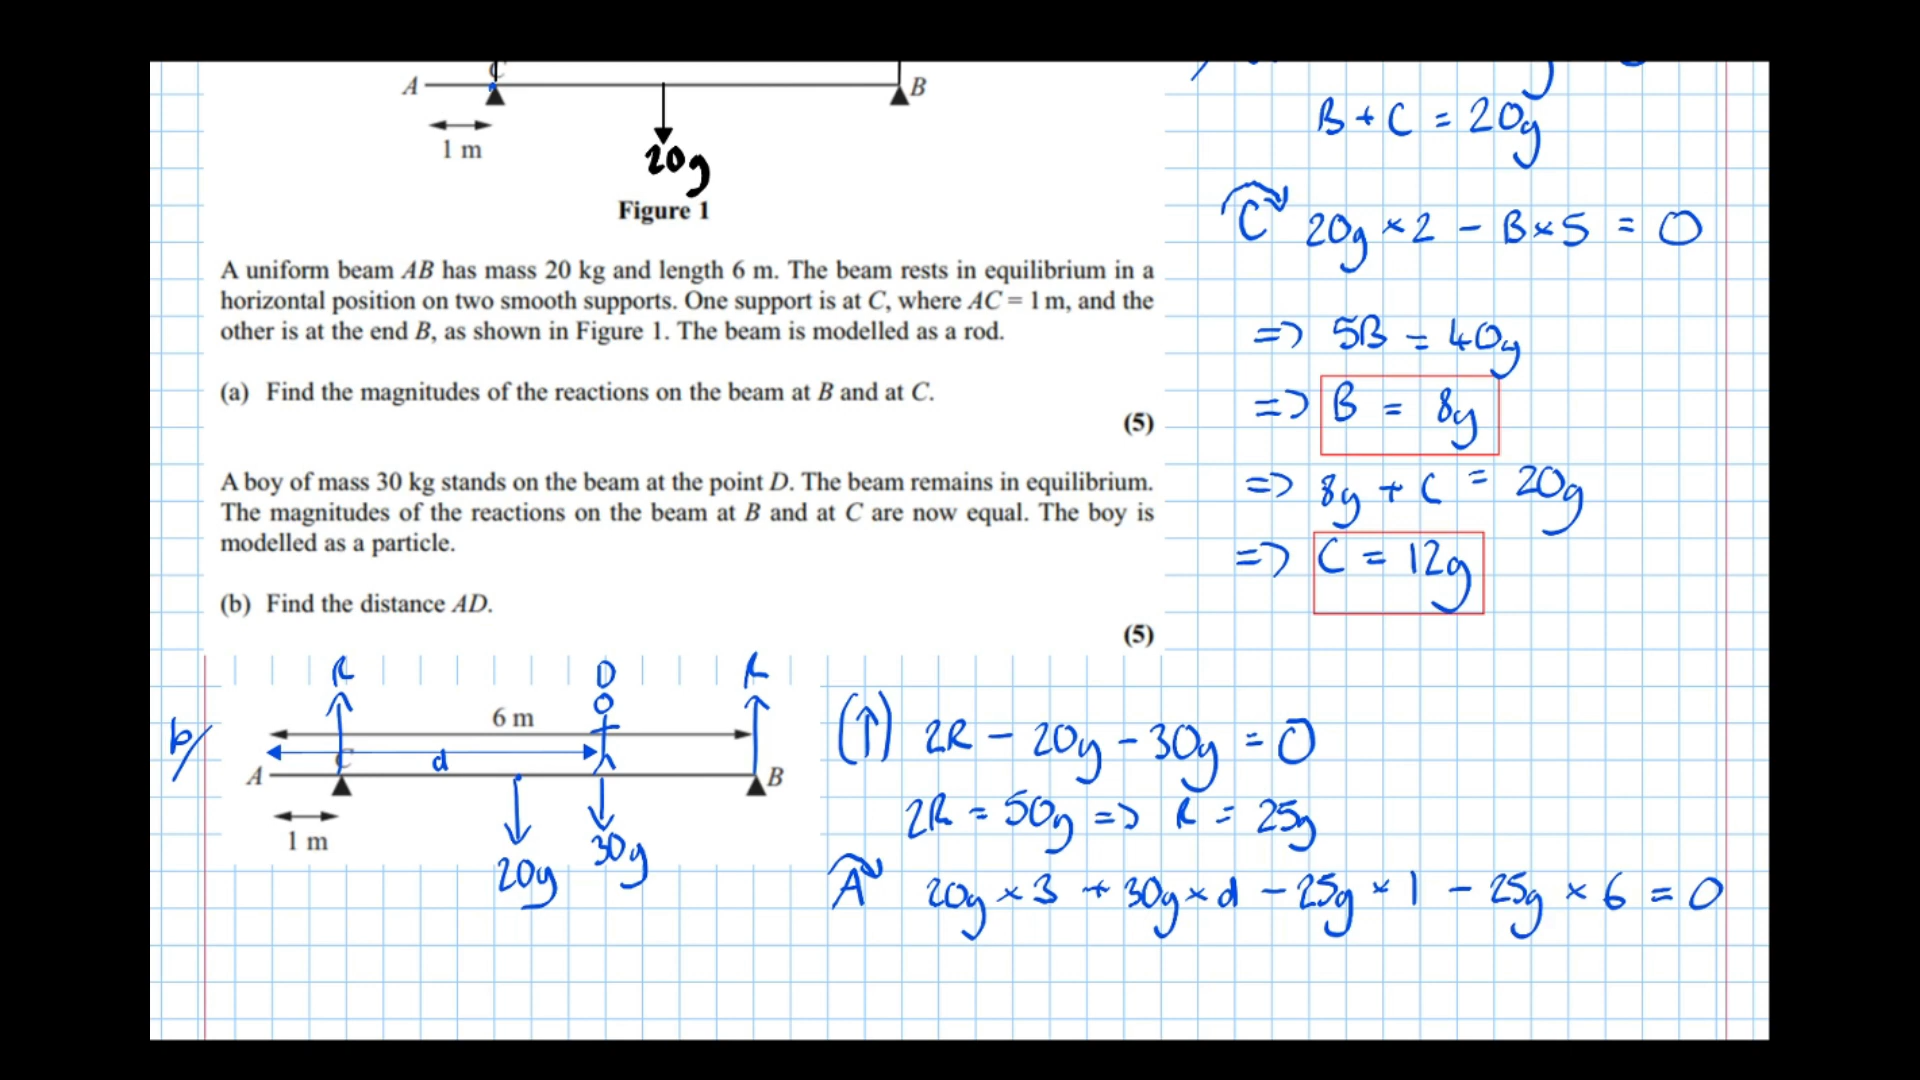 A C B
1 m
20g
Figure 1
A uniform beam AB has mass 20 kg and length 6 m. The beam rests in equilibrium in a
horizontal position on two smooth supports. One support is at C, where AC = 1 m, and the
other is at the end B, as shown in Figure 1. The beam is modelled as a rod.
(a) Find the magnitudes of the reactions on the beam at B and at C.
(5)
A boy of mass 30 kg stands on the beam at the point D. The beam remains in equilibrium.
The magnitudes of the reactions on the beam at B and at C are now equal. The boy is
modelled as a particle.
(b) Find the distance AD.
(5)
B + C = 20g
C 20g × 2 - B × 5 = 0
=> 5B = 40g
=> B = 8g
=> 8g + C = 20g
=> C = 12g
b/
R D R
6 m
d
A C B
1 m
20g 30g
(↑) 2R - 20g - 30g = 0
2R = 50g => R = 25g
A 20g × 3 + 30g × d - 25g × 1 - 25g × 6 = 0